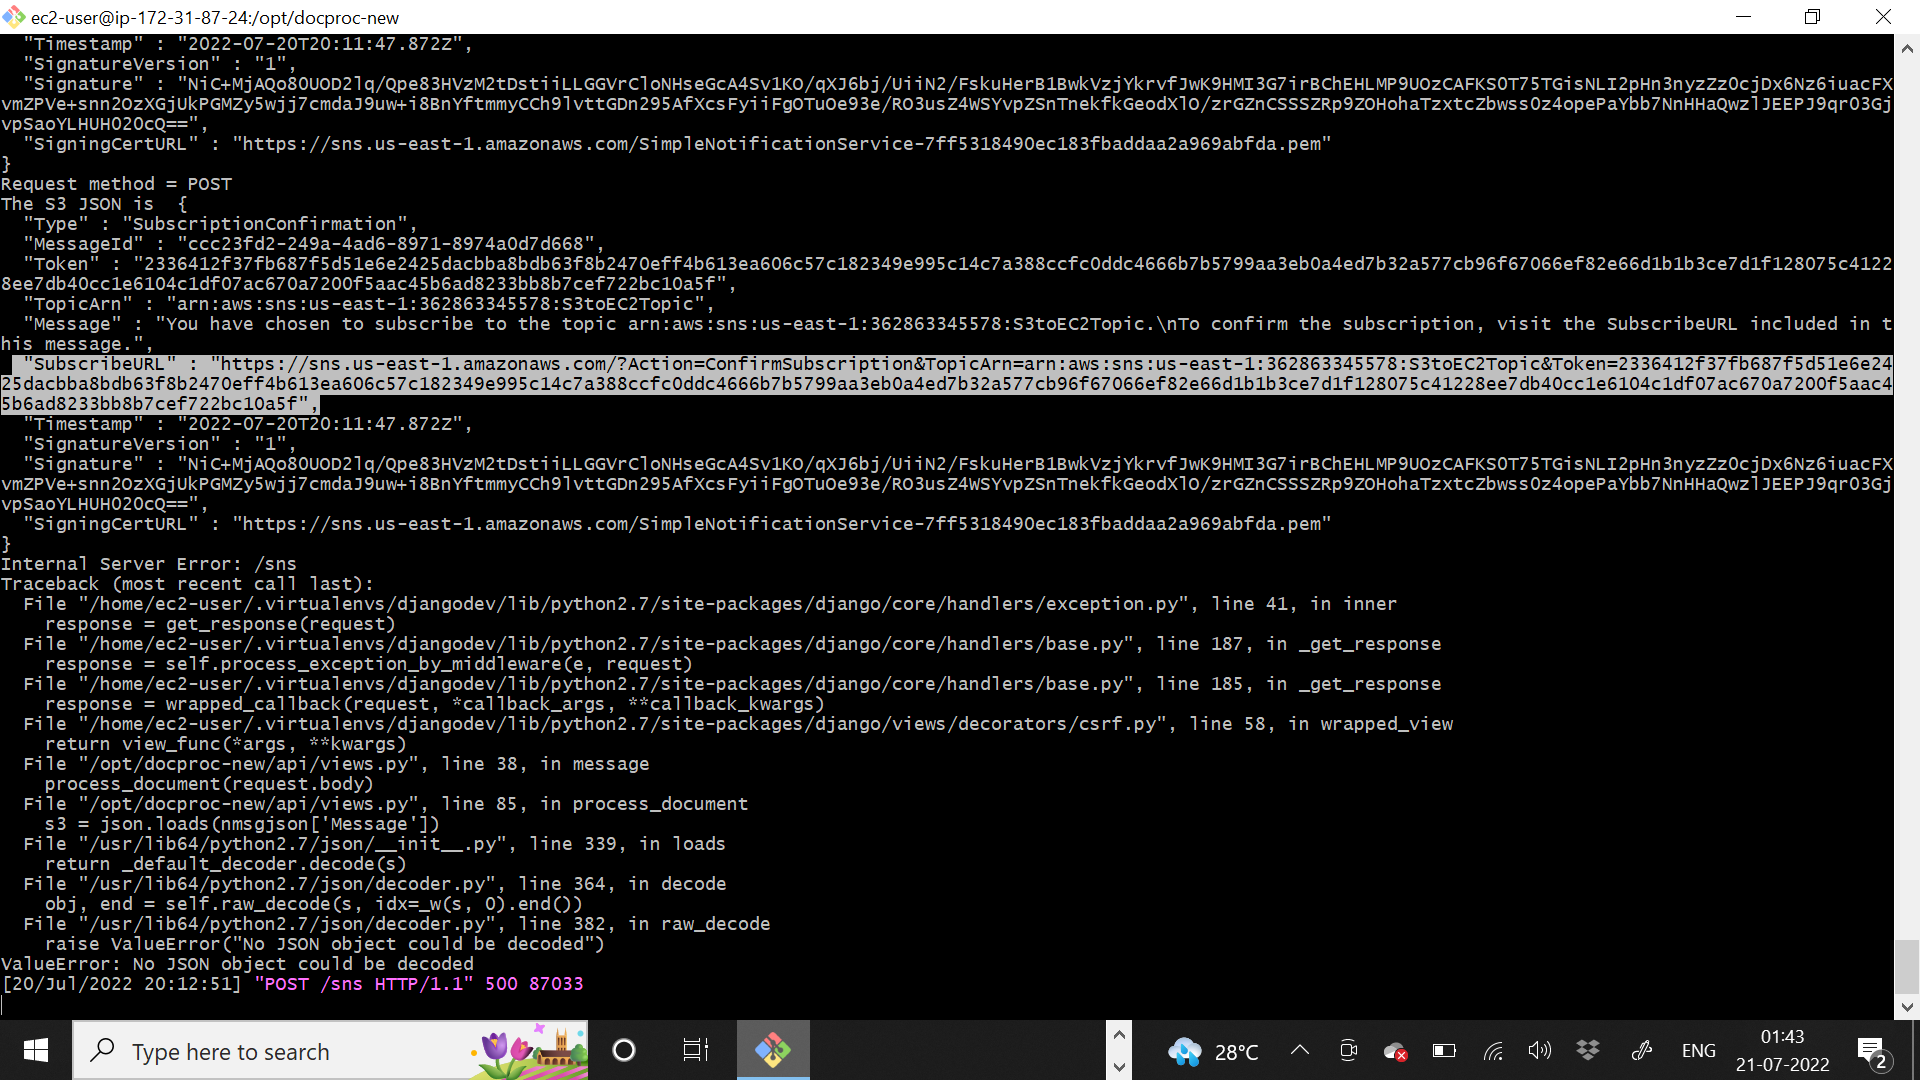 ec2-user@ip-172-31-87-24:/opt/docproc-new
"Timestamp" : "2022-07-20T20:11:47.872Z",
"SignatureVersion" : "1",
"Signature" : "NiC+MjAQo80UOD2lq/Qpe83HVzM2tDstiiLLGGVrCloNHseGcA4Sv1KO/qXJ6bj/UiiN2/FskuHerB1BwkVzjYkrvfJwK9HMI3G7irBChEHLMP9UOzCAFKS0T75TGisNLI2pHn3nyzZz0cjDx6Nz6iuacFX
vmZPVe+snn2OzXGjUkPGMZy5wjj7cmdaJ9uw+i8BnYftmmyCCh9lvttGDn295AfXcsFyiiFgOTuOe93e/RO3usZ4WSYvpZSnTnekfkGeodXlO/zrGZnCSSSZRp9ZOHohaTzxtcZbwss0z4opePaYbb7NnHHaQwzlJEEPJ9qr03Gj
vpSaoYLHUH020cQ==",
"SigningCertURL" : "https://sns.us-east-1.amazonaws.com/SimpleNotificationService-7ff5318490ec183fbaddaa2a969abfda.pem"
}
Request method = POST
The S3 JSON is  {
"Type" : "SubscriptionConfirmation",
"MessageId" : "ccc23fd2-249a-4ad6-8971-8974a0d7d668",
"Token" : "2336412f37fb687f5d51e6e2425dacbba8bdb63f8b2470eff4b613ea606c57c182349e995c14c7a388ccfc0ddc4666b7b5799aa3eb0a4ed7b32a577cb96f67066ef82e66d1b1b3ce7d1f128075c4122
8ee7db40cc1e6104c1df07ac670a7200f5aac45b6ad8233bb8b7cef722bc10a5f",
"TopicArn" : "arn:aws:sns:us-east-1:362863345578:S3toEC2Topic",
"Message" : "You have chosen to subscribe to the topic arn:aws:sns:us-east-1:362863345578:S3toEC2Topic.\nTo confirm the subscription, visit the SubscribeURL included in t
his message.",
"SubscribeURL" : "https://sns.us-east-1.amazonaws.com/?Action=ConfirmSubscription&TopicArn=arn:aws:sns:us-east-1:362863345578:S3toEC2Topic&Token=2336412f37fb687f5d51e6e24
25dacbba8bdb63f8b2470eff4b613ea606c57c182349e995c14c7a388ccfc0ddc4666b7b5799aa3eb0a4ed7b32a577cb96f67066ef82e66d1b1b3ce7d1f128075c41228ee7db40cc1e6104c1df07ac670a7200f5aac4
5b6ad8233bb8b7cef722bc10a5f",
"Timestamp" : "2022-07-20T20:11:47.872Z",
"SignatureVersion" : "1",
"Signature" : "NiC+MjAQo80UOD2lq/Qpe83HVzM2tDstiiLLGGVrCloNHseGcA4Sv1KO/qXJ6bj/UiiN2/FskuHerB1BwkVzjYkrvfJwK9HMI3G7irBChEHLMP9UOzCAFKS0T75TGisNLI2pHn3nyzZz0cjDx6Nz6iuacFX
vmZPVe+snn2OzXGjUkPGMZy5wjj7cmdaJ9uw+i8BnYftmmyCCh9lvttGDn295AfXcsFyiiFgOTuOe93e/RO3usZ4WSYvpZSnTnekfkGeodXlO/zrGZnCSSSZRp9ZOHohaTzxtcZbwss0z4opePaYbb7NnHHaQwzlJEEPJ9qr03Gj
vpSaoYLHUH020cQ==",
"SigningCertURL" : "https://sns.us-east-1.amazonaws.com/SimpleNotificationService-7ff5318490ec183fbaddaa2a969abfda.pem"
}
Internal Server Error: /sns
Traceback (most recent call last):
File "/home/ec2-user/.virtualenvs/djangodev/lib/python2.7/site-packages/django/core/handlers/exception.py", line 41, in inner
response = get_response(request)
File "/home/ec2-user/.virtualenvs/djangodev/lib/python2.7/site-packages/django/core/handlers/base.py", line 187, in _get_response
response = self.process_exception_by_middleware(e, request)
File "/home/ec2-user/.virtualenvs/djangodev/lib/python2.7/site-packages/django/core/handlers/base.py", line 185, in _get_response
response = wrapped_callback(request, *callback_args, **callback_kwargs)
File "/home/ec2-user/.virtualenvs/djangodev/lib/python2.7/site-packages/django/views/decorators/csrf.py", line 58, in wrapped_view
return view_func(*args, **kwargs)
File "/opt/docproc-new/api/views.py", line 38, in message
process_document(request.body)
File "/opt/docproc-new/api/views.py", line 85, in process_document
s3 = json.loads(nmsgjson['Message'])
File "/usr/lib64/python2.7/json/__init__.py", line 339, in loads
return _default_decoder.decode(s)
File "/usr/lib64/python2.7/json/decoder.py", line 364, in decode
obj, end = self.raw_decode(s, idx=_w(s, 0).end())
File "/usr/lib64/python2.7/json/decoder.py", line 382, in raw_decode
raise ValueError("No JSON object could be decoded")
ValueError: No JSON object could be decoded
[20/Jul/2022 20:12:51] "POST /sns HTTP/1.1" 500 87033
Type here to search
28°C
ENG
01:43
21-07-2022
2